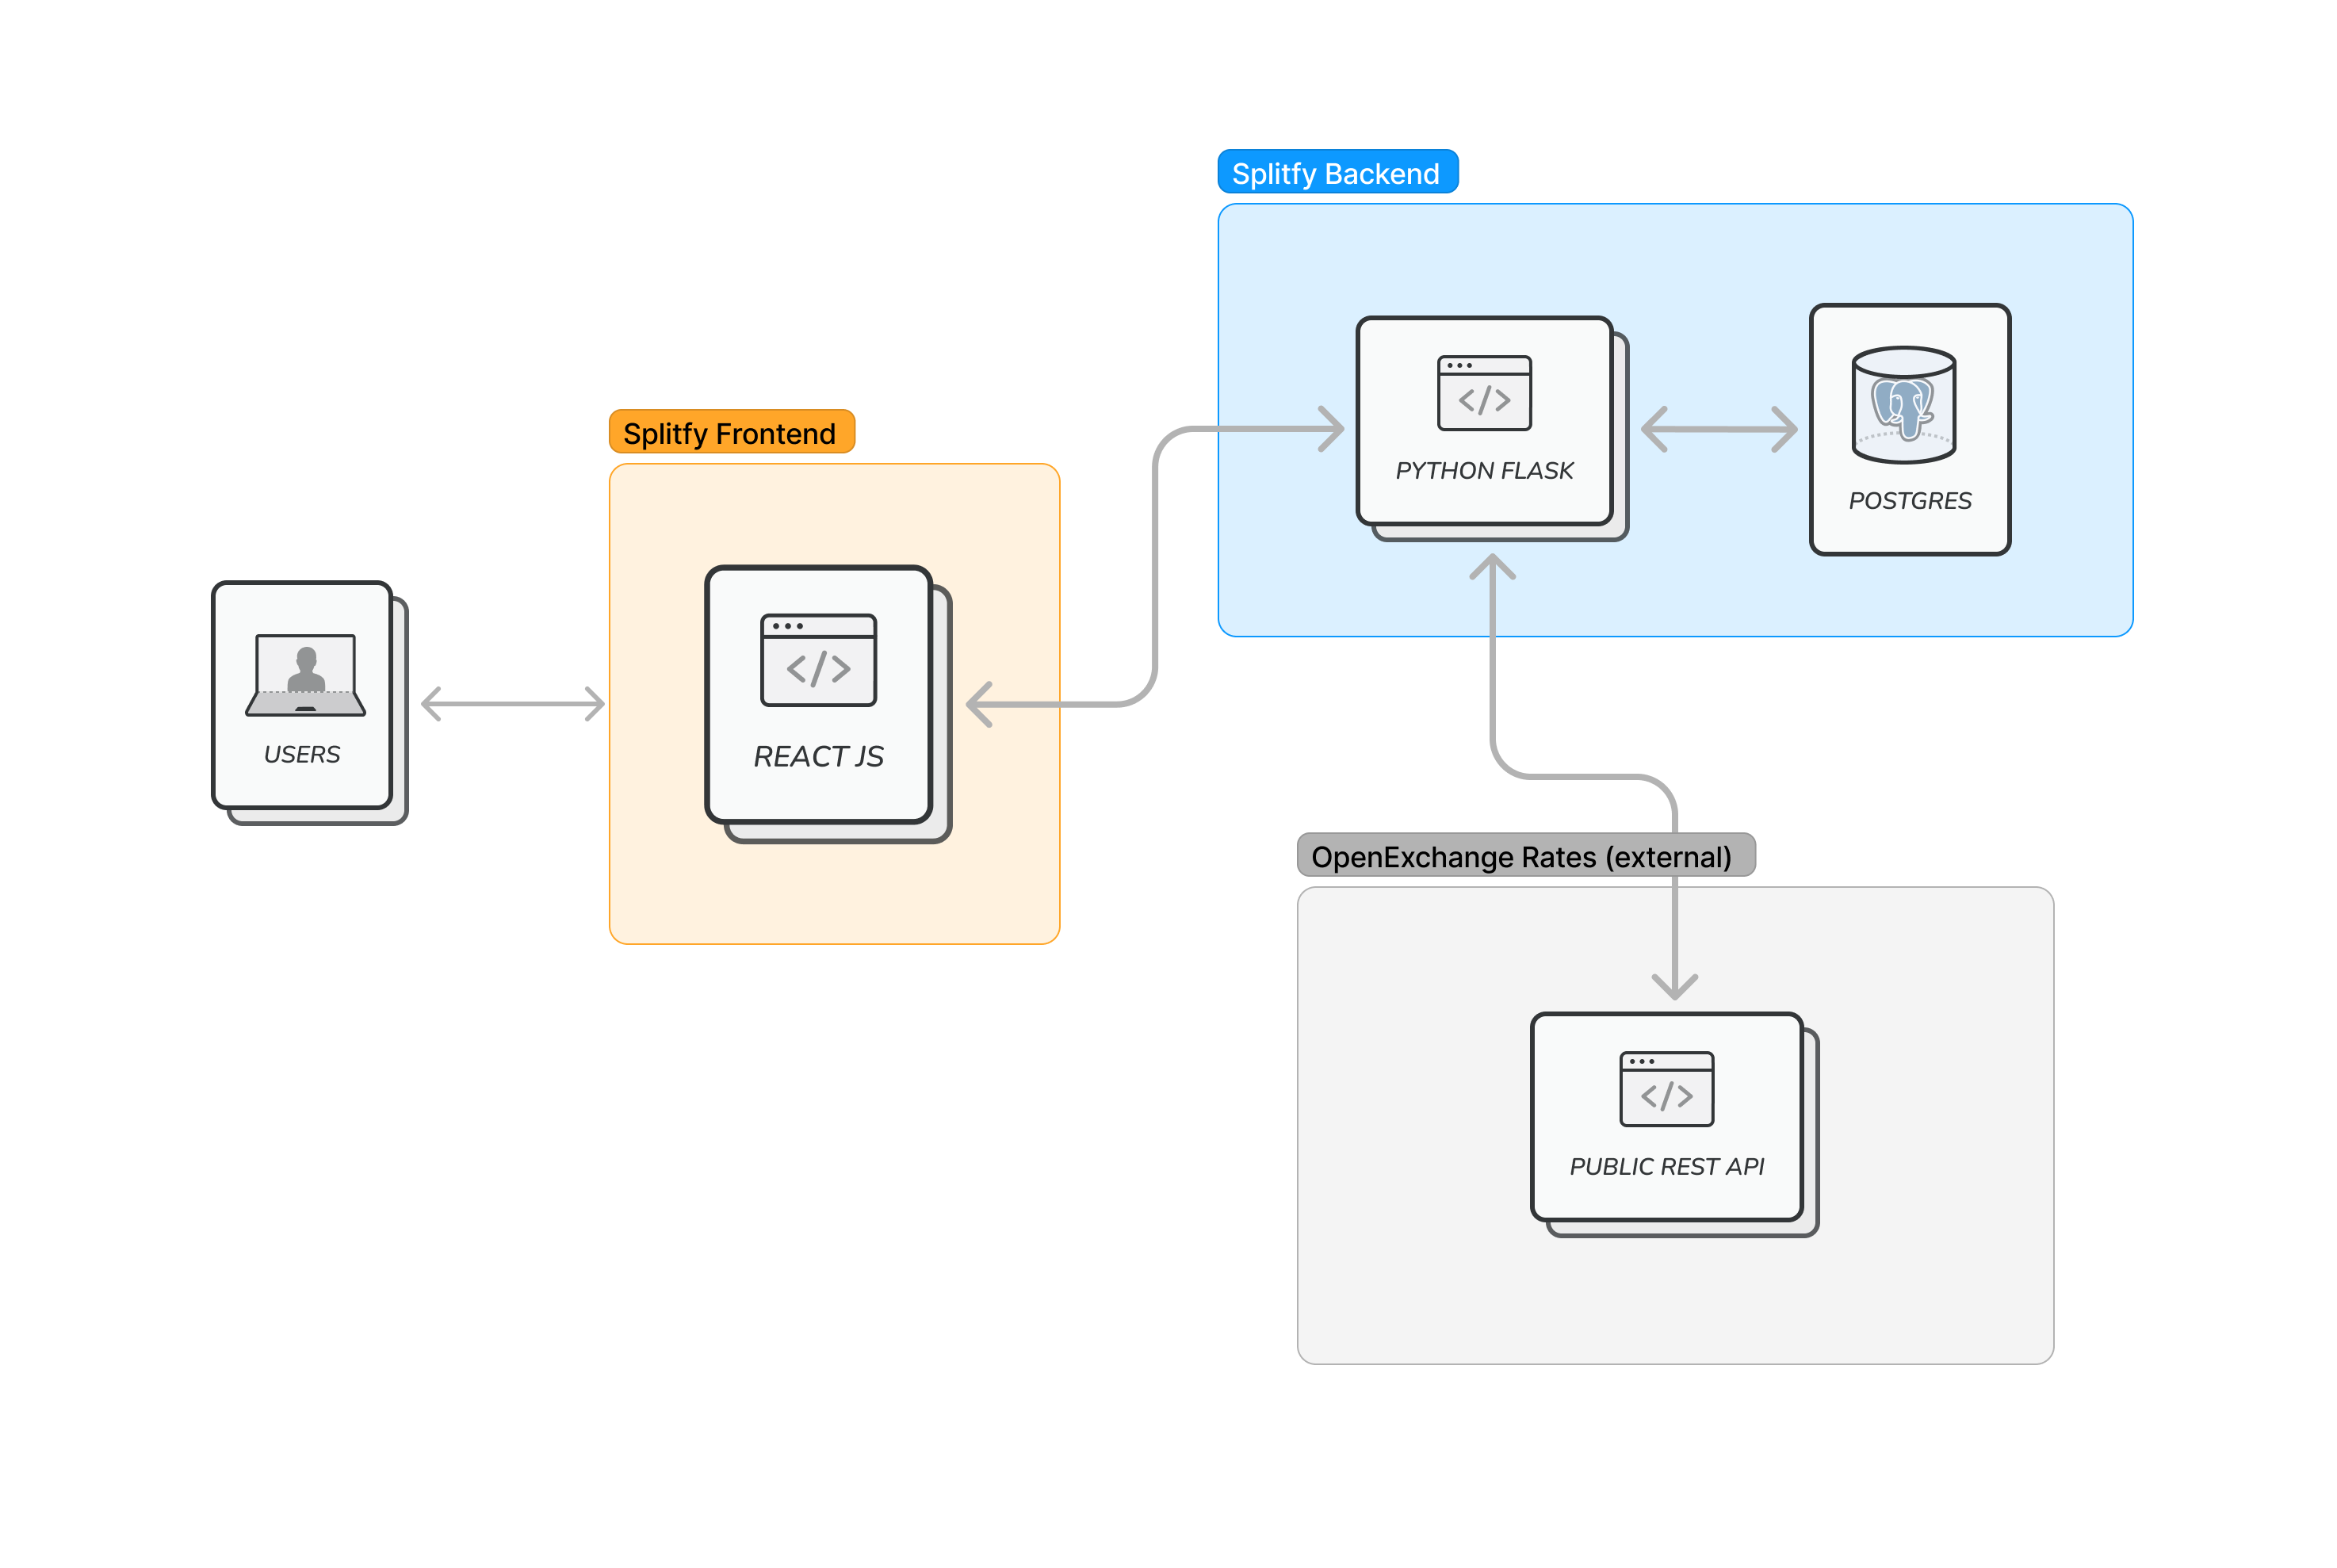 Splitfy Backend
Splitfy Frontend
PYTHON FLASK
POSTGRES
USERS
REACT JS
OpenExchange Rates (external)
PUBLIC REST API